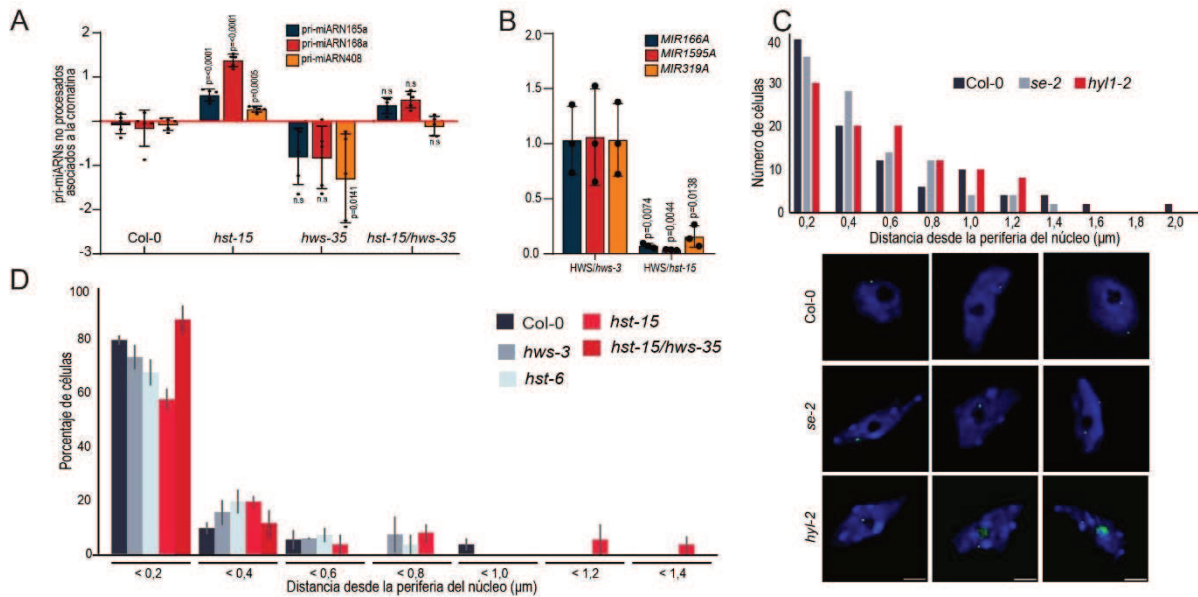 A
pri-miARNs no procesados
asociados a la cromatina
2
1
-1
-2
-3
pri-miARN165a
pri-miARN168a
pri-miARN408
p=<0,0001
p=<0,0001
p=0,0005
n.s
n.s
p=0,0141
n.s
n.s
n.s
Col-0
hst-15
hws-35
hst-15/hws-35
B
2.0
1.5
1.0
0.5
0.0
MIR166A
MIR1595A
MIR319A
p=0,0074
p=0,0044
p=0,0138
HWS/hws-3
HWS/hst-15
C
Número de células
40
30
20
10
0
Col-0
se-2
hyl1-2
0,2
0,4
0,6
0,8
1,0
1,2
1,4
1,6
1,8
2,0
Distancia desde la periferia del núcleo (µm)
Col-0
se-2
hyl-2
D
Porcentaje de células
100
80
60
40
20
0
Col-0
hws-3
hst-6
hst-15
hst-15/hws-35
< 0,2
< 0,4
< 0,6
< 0,8
< 1,0
< 1,2
< 1,4
Distancia desde la periferia del núcleo (µm)